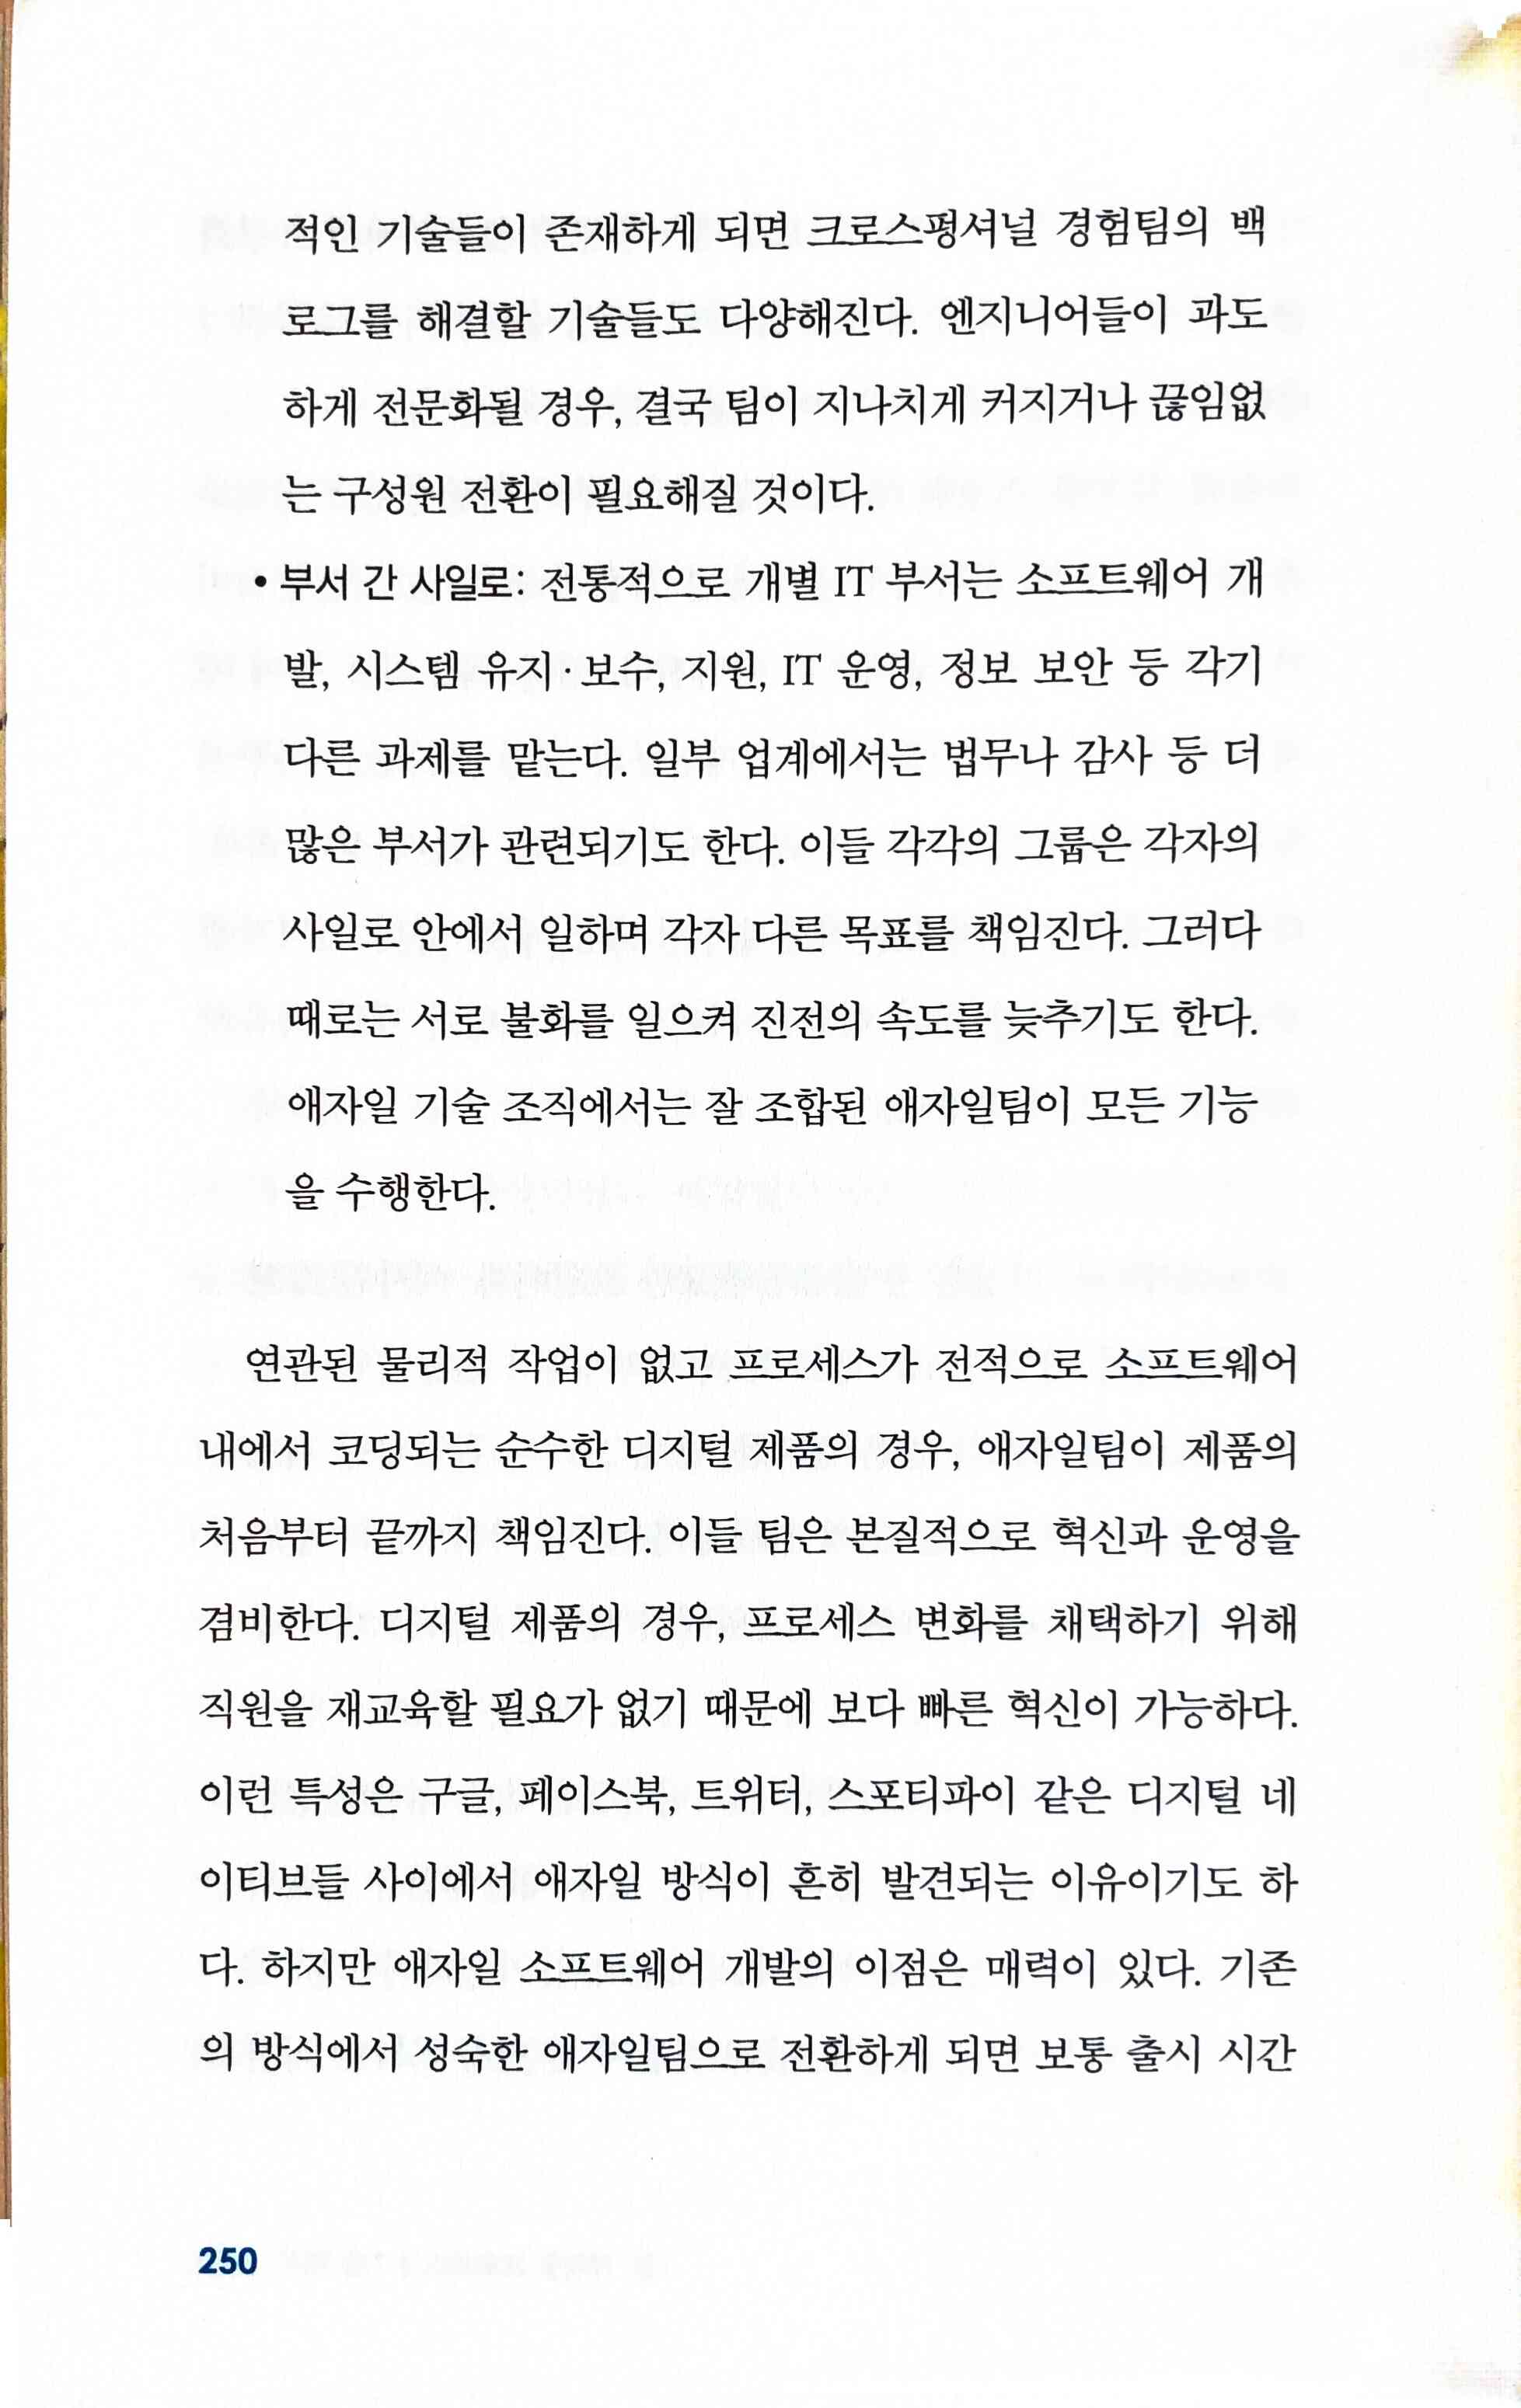 적인 기술들이 존재하게 되면 크로스펑셔널 경험팀의 백
로그를 해결할 기술들도 다양해진다. 엔지니어들이 과도
하게 전문화될 경우, 결국 팀이 지나치게 커지거나 끊임없
는 구성원 전환이 필요해질 것이다.
• 부서 간 사일로: 전통적으로 개별 IT 부서는 소프트웨어 개
발, 시스템 유지·보수, 지원, IT 운영, 정보 보안 등 각기
다른 과제를 맡는다. 일부 업계에서는 법무나 감사 등 더
많은 부서가 관련되기도 한다. 이들 각각의 그룹은 각자의
사일로 안에서 일하며 각자 다른 목표를 책임진다. 그러다
때로는 서로 불화를 일으켜 진전의 속도를 늦추기도 한다.
애자일 기술 조직에서는 잘 조합된 애자일팀이 모든 기능
을 수행한다.
연관된 물리적 작업이 없고 프로세스가 전적으로 소프트웨어
내에서 코딩되는 순수한 디지털 제품의 경우, 애자일팀이 제품의
처음부터 끝까지 책임진다. 이들 팀은 본질적으로 혁신과 운영을
겸비한다. 디지털 제품의 경우, 프로세스 변화를 채택하기 위해
직원을 재교육할 필요가 없기 때문에 보다 빠른 혁신이 가능하다.
이런 특성은 구글, 페이스북, 트위터, 스포티파이 같은 디지털 네
이티브들 사이에서 애자일 방식이 흔히 발견되는 이유이기도 하
다. 하지만 애자일 소프트웨어 개발의 이점은 매력이 있다. 기존
의 방식에서 성숙한 애자일팀으로 전환하게 되면 보통 출시 시간
250